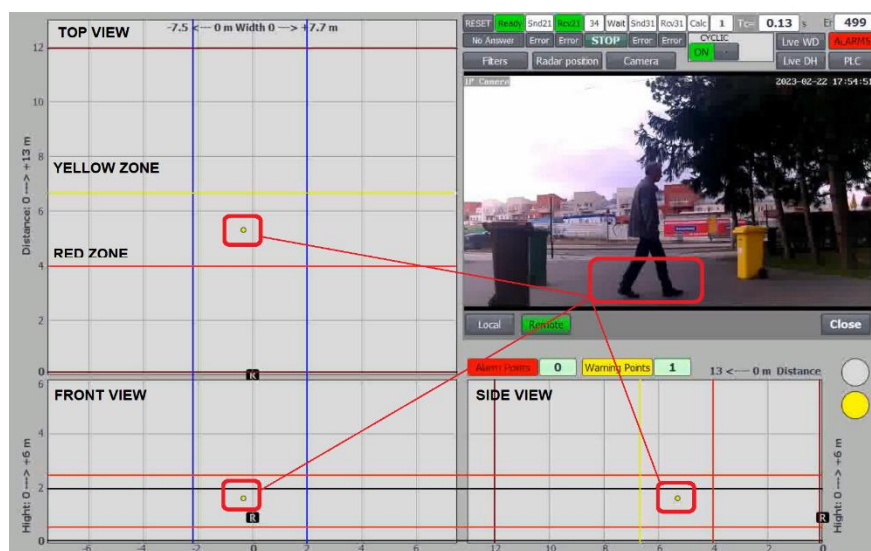 TOP VIEW
-7.5 <--- 0 m Width 0 ---> +7.7 m
12
10
8
6
4
2
0
Distance: 0 ---> +13 m
YELLOW ZONE
RED ZONE
R
RESET Ready Snd21 Rcv21 34 Wait Snd31 Rcv31 Calc 1 Tc= 0.13 s Er 499
No Answer Error Error STOP Error Error CYCLIC Live WD ALARMS
ON
Filters Radar position Camera Live DH PLC
IP Camera 2023-02-22 17:54:51
Local Remote Close
Alarm Points 0 Warning Points 1 13 <--- 0 m Distance
FRONT VIEW
6
4
2
0
Hight: 0 ---> +6 m
R
-6 -4 -2 0 2 4 6
SIDE VIEW
R
12 10 8 6 4 2 0
Hight: 0 ---> +6 m